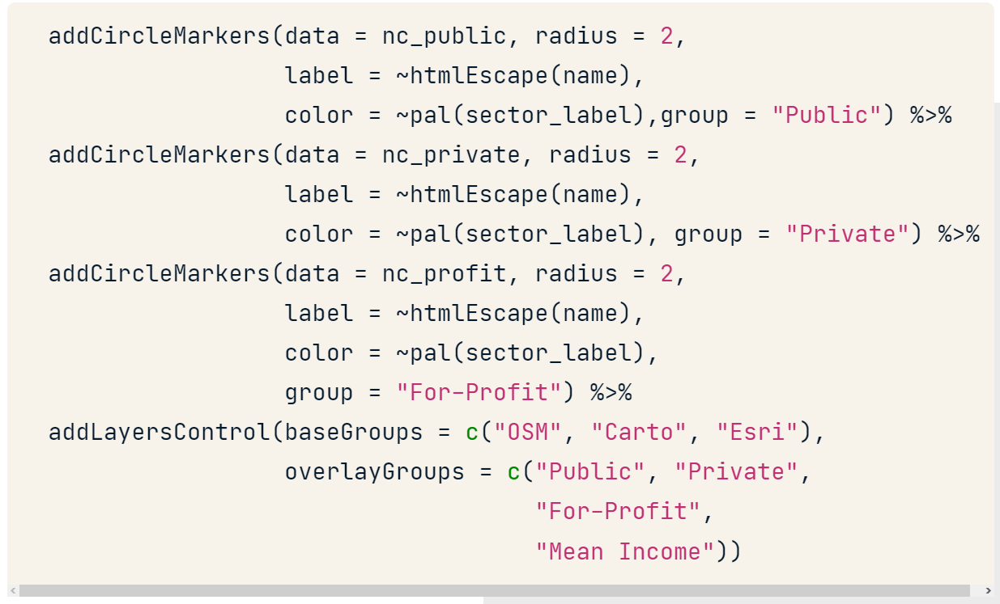 addCircleMarkers(data = nc_public, radius = 2,
label = ~htmlEscape(name),
color = ~pal(sector_label),group = "Public") %>%
addCircleMarkers(data = nc_private, radius = 2,
label = ~htmlEscape(name),
color = ~pal(sector_label), group = "Private") %>%
addCircleMarkers(data = nc_profit, radius = 2,
label = ~htmlEscape(name),
color = ~pal(sector_label),
group = "For-Profit") %>%
addLayersControl(baseGroups = c("OSM", "Carto", "Esri"),
overlayGroups = c("Public", "Private",
"For-Profit",
"Mean Income"))